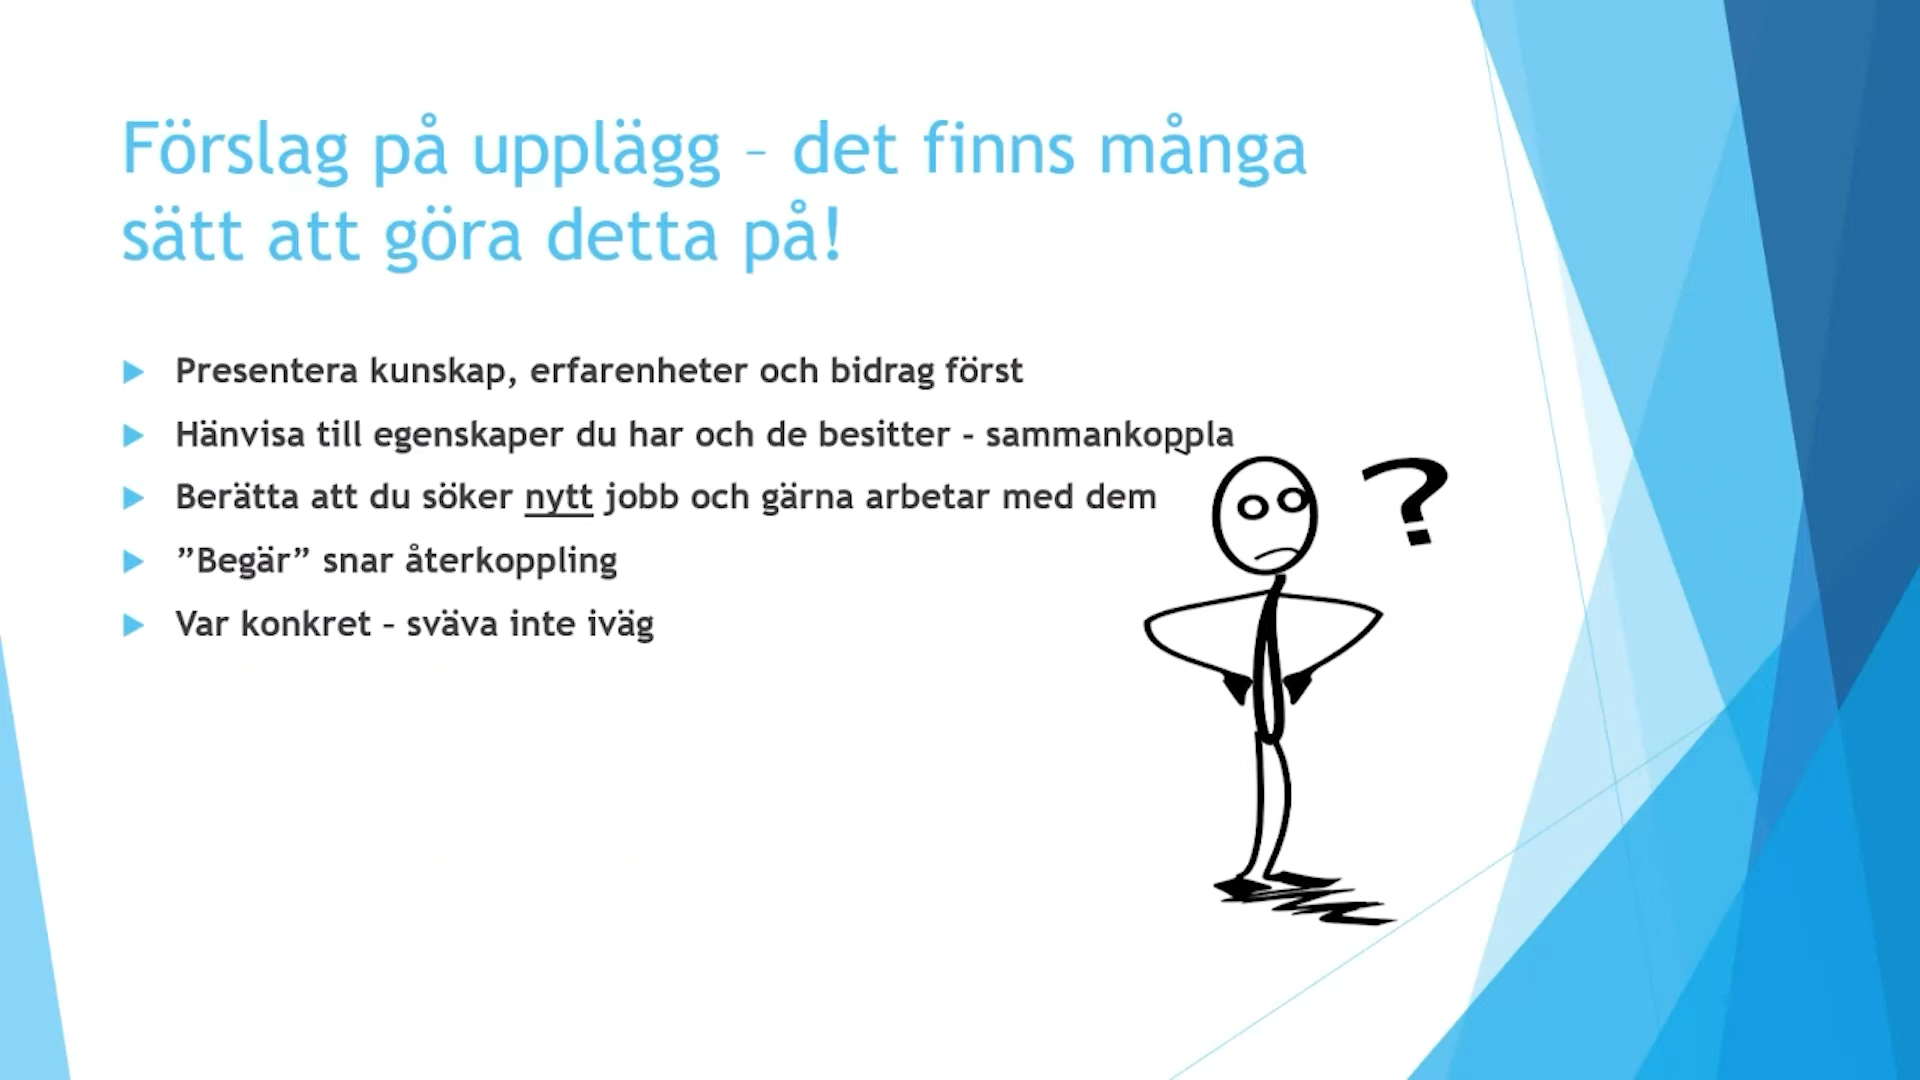 Förslag på upplägg – det finns många
sätt att göra detta på!
Presentera kunskap, erfarenheter och bidrag först
Hänvisa till egenskaper du har och de besitter - sammankoppla
Berätta att du söker nytt jobb och gärna arbetar med dem
”Begär” snar återkoppling
Var konkret – sväva inte iväg
?